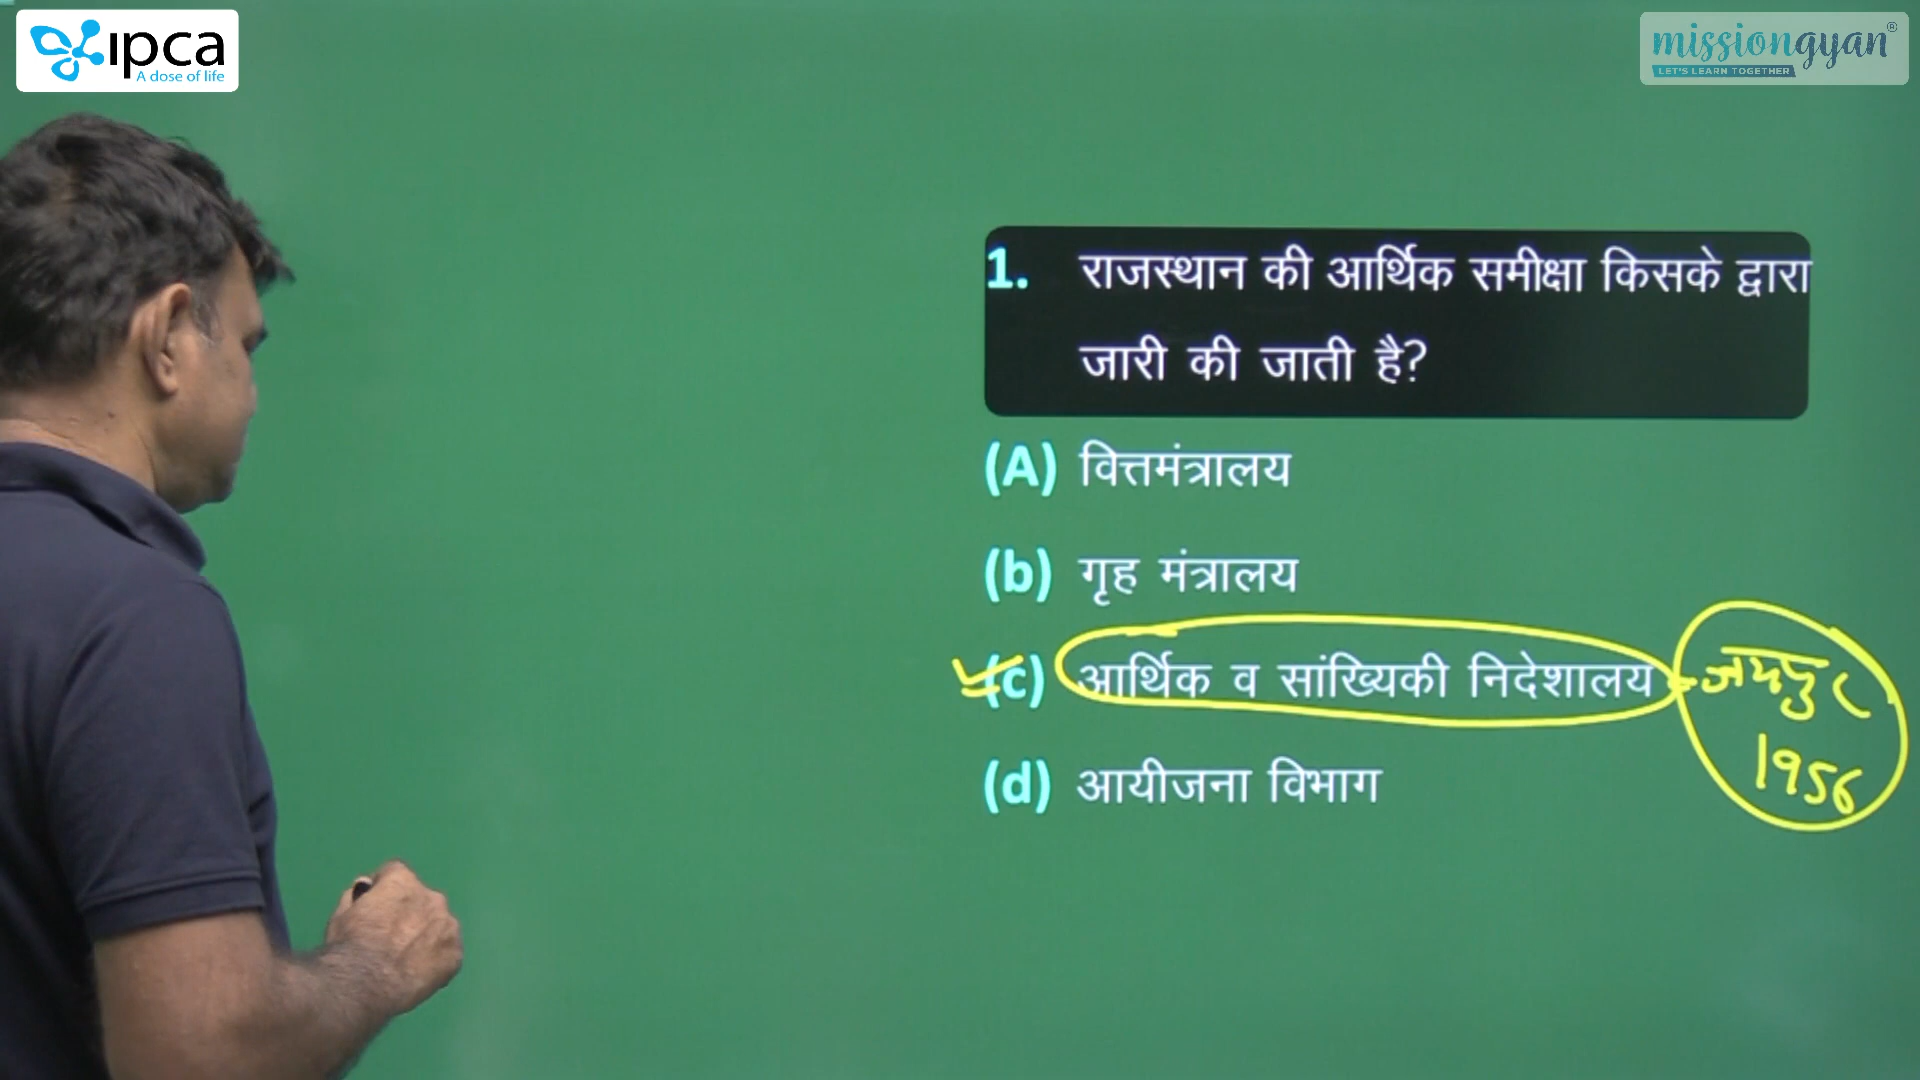 ipca
A dose of life
missiongyan®
LET'S LEARN TOGETHER
1. राजस्थान की आर्थिक समीक्षा किसके द्वारा
जारी की जाती है?
(A) वित्तमंत्रालय
(b) गृह मंत्रालय
(c) आर्थिक व सांख्यिकी निदेशालय - जयपुर
1956
(d) आयीजना विभाग